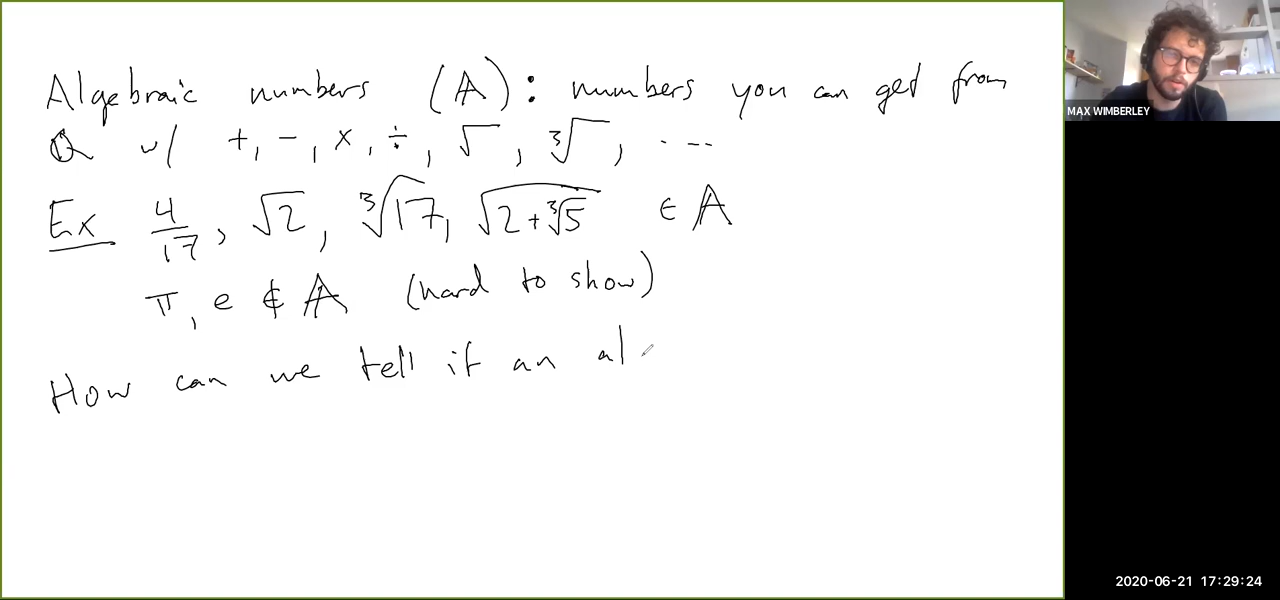 Algebraic numbers (𝔸): numbers you can get from
ℚ w/ +, −, ×, ÷, √, ∛, ...
Ex 4/17, √2, ∛17, √(2+∛5) ∈ 𝔸
π, e ∉ 𝔸 (hard to show)
How can we tell if an al
MAX WIMBERLEY
2020-06-21 17:29:24